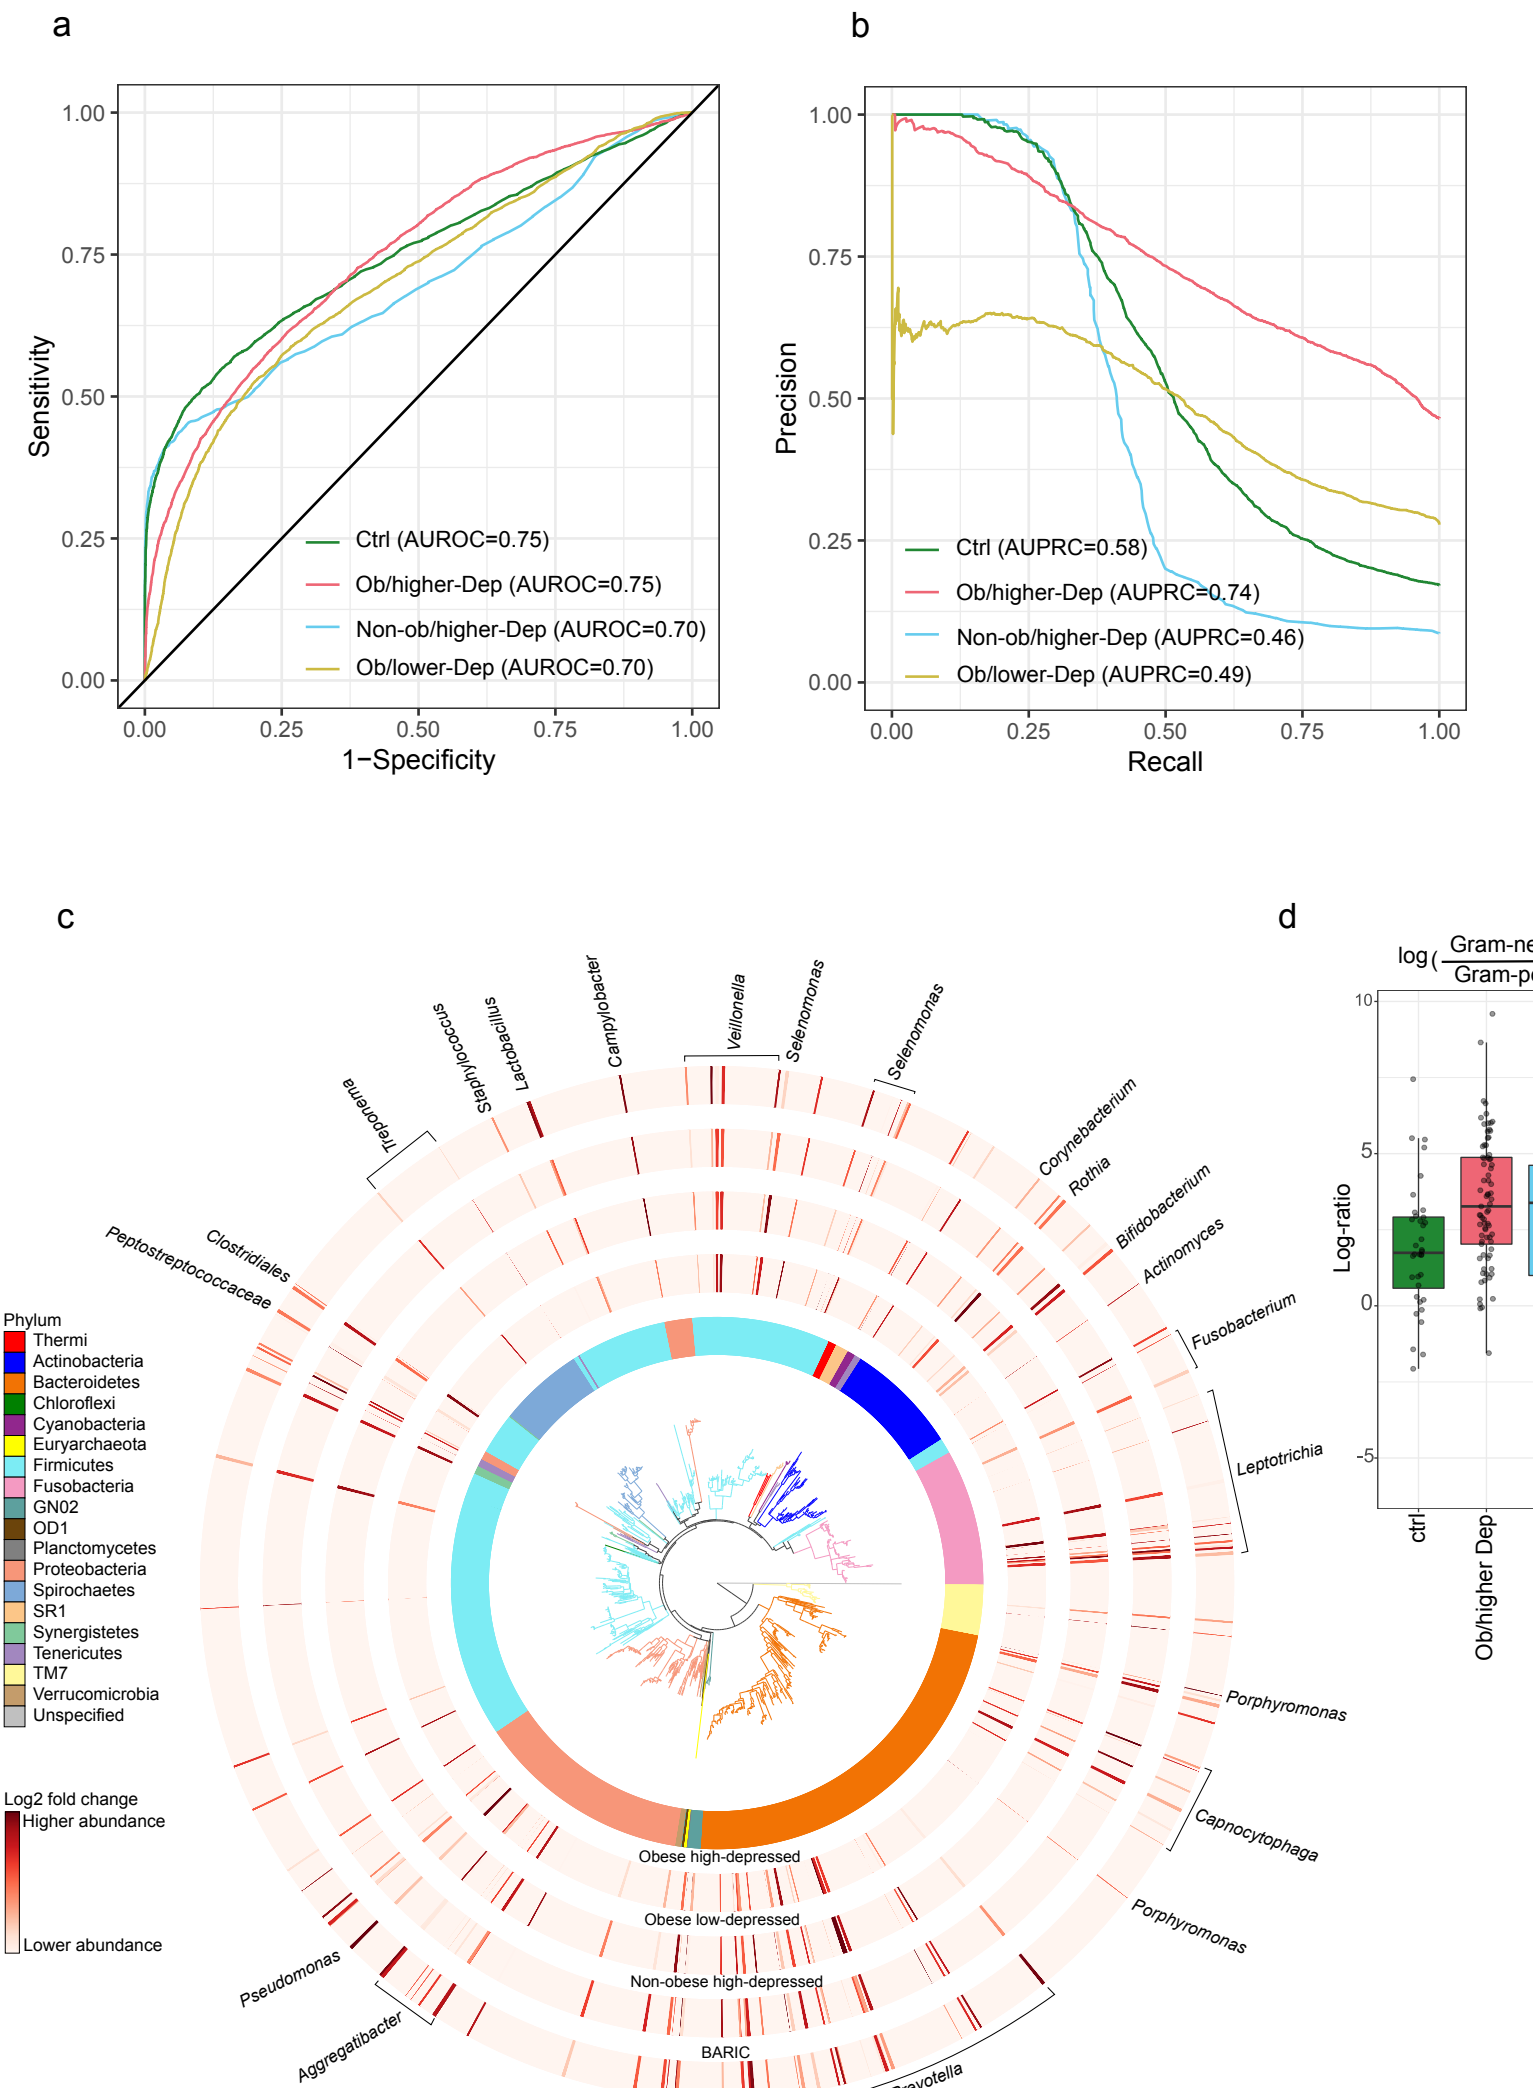 a
1.00
0.75
0.50
0.25
0.00
Sensitivity
Ctrl (AUROC=0.75)
Ob/higher-Dep (AUROC=0.75)
Non-ob/higher-Dep (AUROC=0.70)
Ob/lower-Dep (AUROC=0.70)
0.00 0.25 0.50 0.75 1.00
1−Specificity
b
1.00
0.75
0.50
0.25
0.00
Precision
Ctrl (AUPRC=0.58)
Ob/higher-Dep (AUPRC=0.74)
Non-ob/higher-Dep (AUPRC=0.46)
Ob/lower-Dep (AUPRC=0.49)
0.00 0.25 0.50 0.75 1.00
Recall
c
Peptostreptococcaceae
Clostridiales
Treponema
Staphylococcus
Lactobacillus
Campylobacter
Veillonella
Selenomonas
Selenomonas
Corynebacterium
Rothia
Bifidobacterium
Actinomyces
Fusobacterium
Leptotrichia
Porphyromonas
Capnocytophaga
Porphyromonas
Aggregatibacter
Pseudomonas
Obese high-depressed
Obese low-depressed
Non-obese high-depressed
BARIC
Phylum
Thermi
Actinobacteria
Bacteroidetes
Chloroflexi
Cyanobacteria
Euryarchaeota
Firmicutes
Fusobacteria
GN02
OD1
Planctomycetes
Proteobacteria
Spirochaetes
SR1
Synergistetes
Tenericutes
TM7
Verrucomicrobia
Unspecified
Log2 fold change
Higher abundance
Lower abundance
d
log(
Gram-ne
Gram-po
10
5
0
−5
Log-ratio
ctrl
Ob/higher Dep